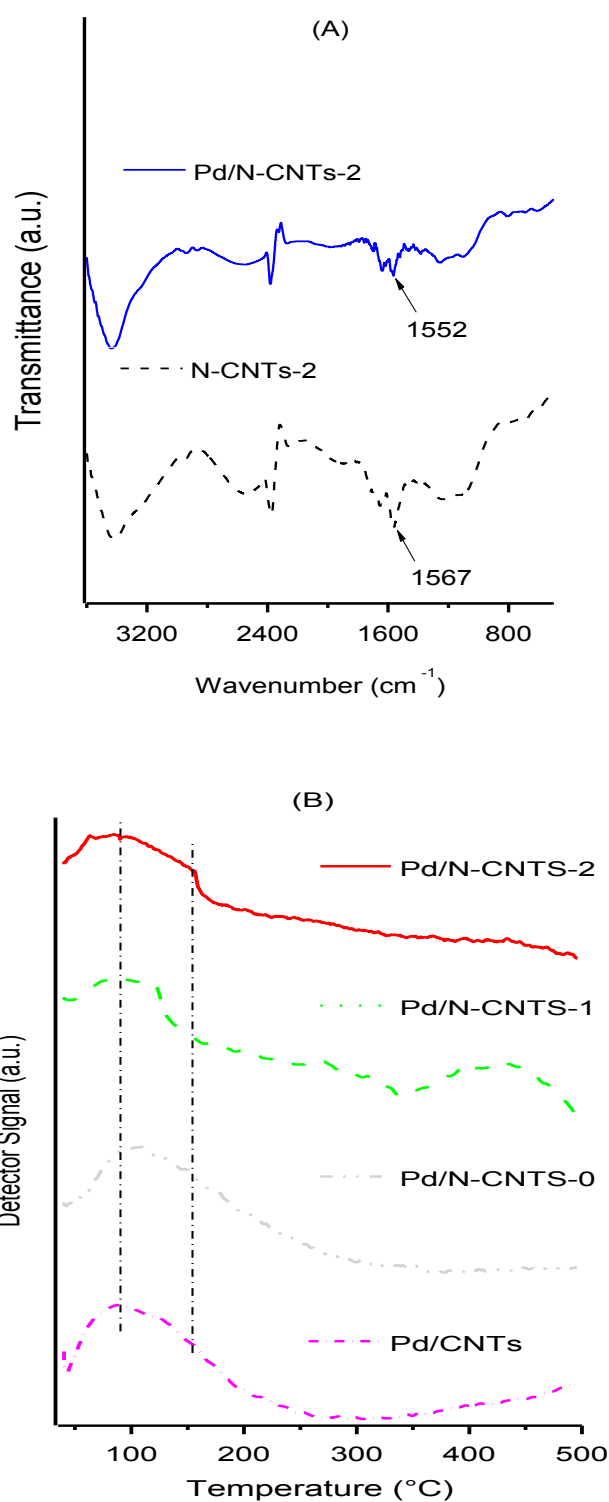 (A)
Transmittance (a.u.)
Pd/N-CNTs-2
1552
N-CNTs-2
1567
3200 2400 1600 800
Wavenumber (cm⁻¹)
(B)
Detector Signal (a.u.)
Pd/N-CNTS-2
Pd/N-CNTS-1
Pd/N-CNTS-0
Pd/CNTs
100 200 300 400 500
Temperature (°C)